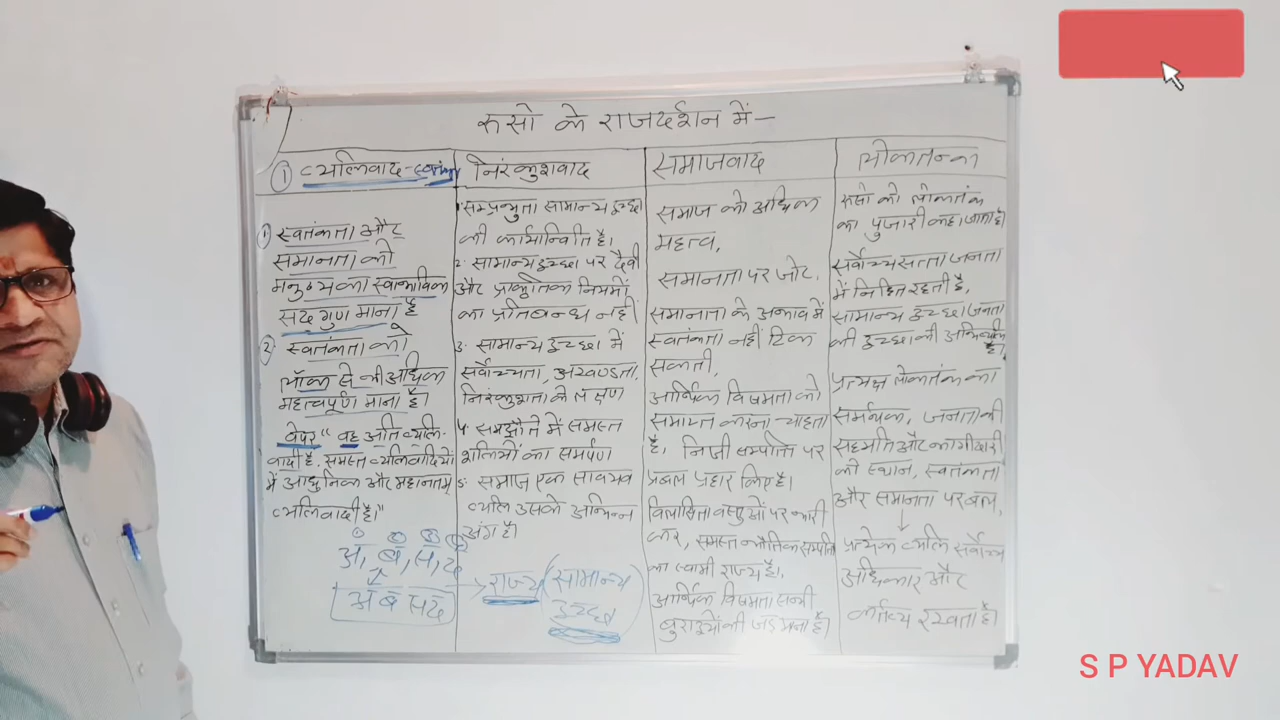 रूसो के राजदर्शन में—
① व्यक्तिवाद-
① स्वतंत्रता और
समानता को
मनुष्य का स्वाभाविक
सद गुण माना है
② स्वतंत्रता को
लॉक से भी अधिक
महत्वपूर्ण माना है।
वेपर" वह अति व्यक्ति-
वादी है. समस्त व्यक्तिवादियों
में आधुनिक और महानतम्
व्यक्तिवादी है।"
अ, ब, स, द
अ ब स द
राज्य (सामान्य
इच्छा)
निरंकुशवाद
1. सम्प्रभुता सामान्य इच्छा
की कार्यान्विति है।
2. सामान्य इच्छा पर दैवी
और प्राकृतिक नियमों
का प्रतिबन्ध नहीं
3. सामान्य इच्छा में
सर्वोच्चता, अखण्डता,
निरंकुशता के लक्षण
4. समझौते में समस्त
शक्तियों का समर्पण
5. समाज एक सावयव
व्यक्ति उसके अभिन्न
अंग है।
समाजवाद
समाज को अधिक
महत्व,
समानता पर जोर.
समानता के अभाव में
स्वतंत्रता नहीं टिक
सकती,
आर्थिक विषमता को
समाप्त करना चाहता
है, निजी सम्पत्ति पर
प्रबल प्रहार किए है।
विलासिता वस्तुओं पर भारी
कर, समस्त भौतिक सम्पत्ति
का स्वामी राज्य है।
आर्थिक विषमता सभी
बुराइयों की जड़ माना है।
लोकतन्त्र
रूसो को लोकतंत्र
का पुजारी कहा जाता है।
सर्वोच्च सत्ता जनता
में निहित रहती है.
सामान्य इच्छा जनता
की इच्छा की अभिव्यक्ति
है।
प्रत्यक्ष लोकतंत्र का
समर्थक, जनता की
सहमति और भागीदारी
को स्थान, स्वतंत्रता
और समानता पर बल,
प्रत्येक व्यक्ति सर्वोच्च
अधिकार और
कर्तव्य रखता है।
S P YADAV